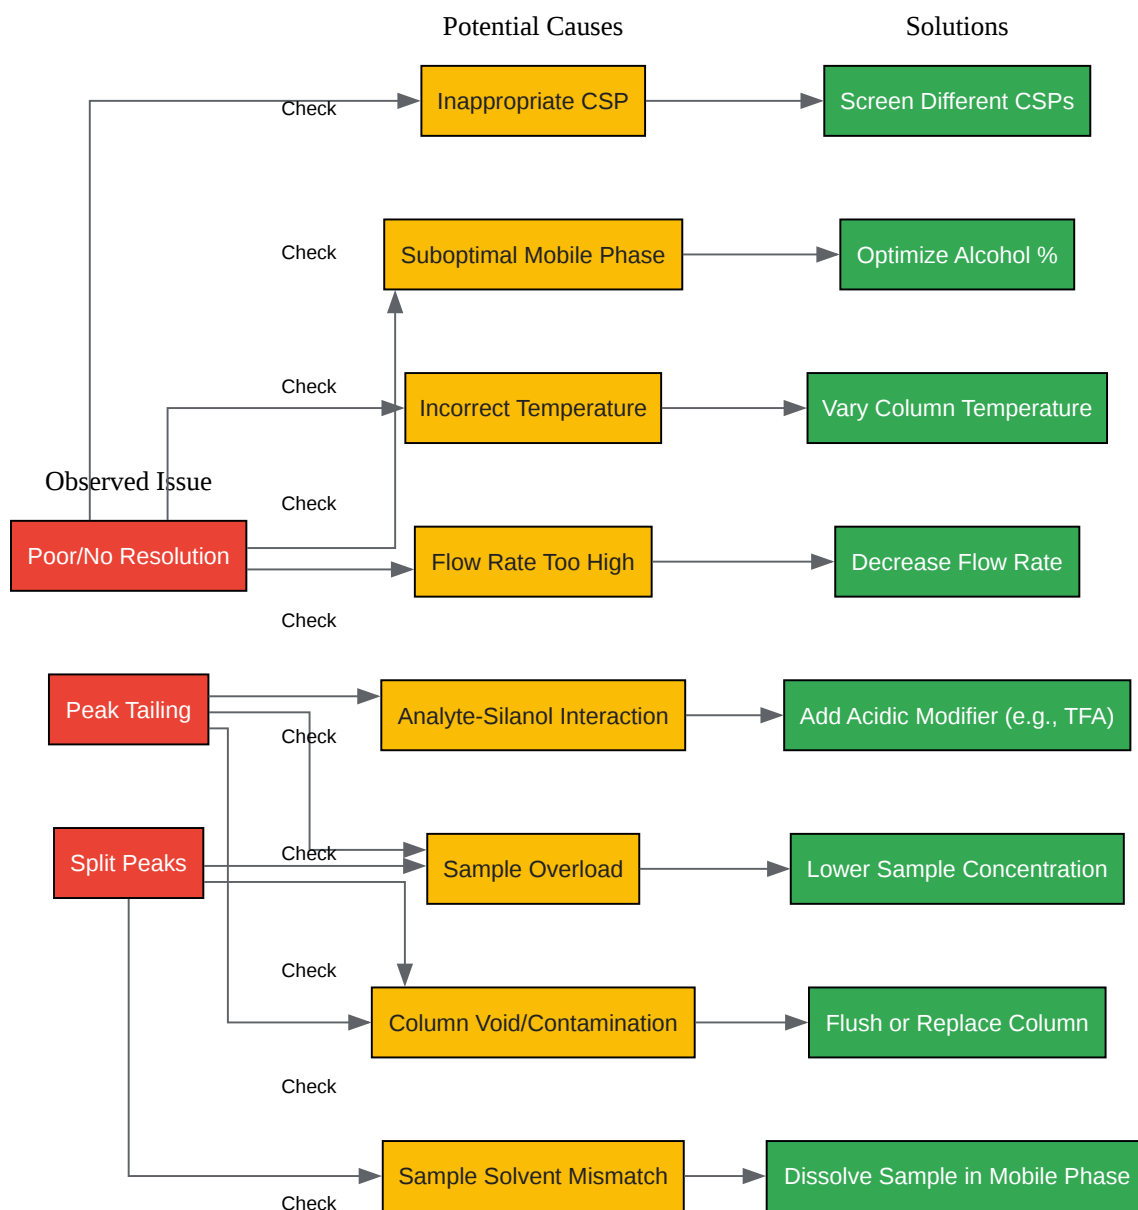 Potential Causes
Solutions
Check
Inappropriate CSP
Screen Different CSPs
Check
Suboptimal Mobile Phase
Optimize Alcohol %
Check
Incorrect Temperature
Vary Column Temperature
Observed Issue
Check
Poor/No Resolution
Flow Rate Too High
Decrease Flow Rate
Check
Peak Tailing
Analyte-Silanol Interaction
Add Acidic Modifier (e.g., TFA)
Check
Split Peaks
Check
Sample Overload
Lower Sample Concentration
Check
Column Void/Contamination
Flush or Replace Column
Check
Sample Solvent Mismatch
Dissolve Sample in Mobile Phase
Check